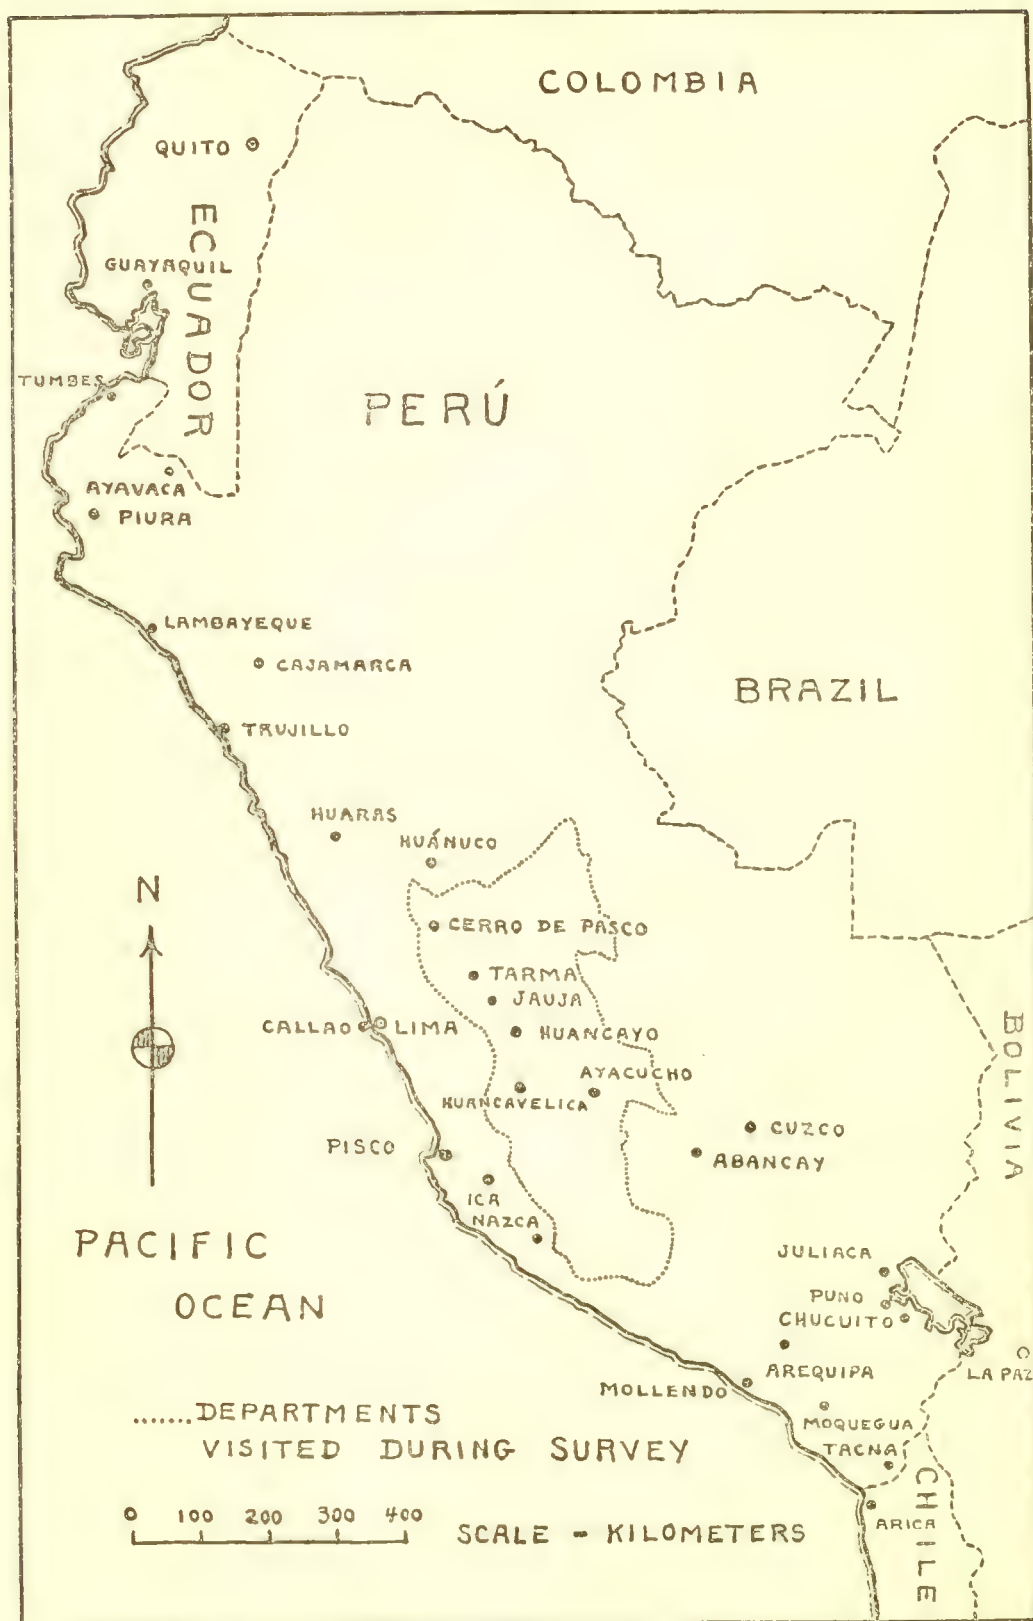 COLOMBIA
QUITO
ECUADOR
GUAYAQUIL
TUMBES
PERÚ
AYAVACA
PIURA
LAMBAYEQUE
CAJAMARCA
BRAZIL
TRUJILLO
HUARAS
HUÁNUCO
N
CERRO DE PASCO
TARMA
JAUJA
CALLAO
LIMA
HUANCAYO
BOLIVIA
AYACUCHO
HUANCAVELICA
CUZCO
PISCO
ABANCAY
ICA
NAZCA
PACIFIC
OCEAN
JULIACA
PUNO
CHUCUITO
AREQUIPA
LA PAZ
MOLLENDO
MOQUEGUA
TACNA
.......DEPARTMENTS
VISITED DURING SURVEY
CHILE
ARICA
0 100 200 300 400
SCALE - KILOMETERS